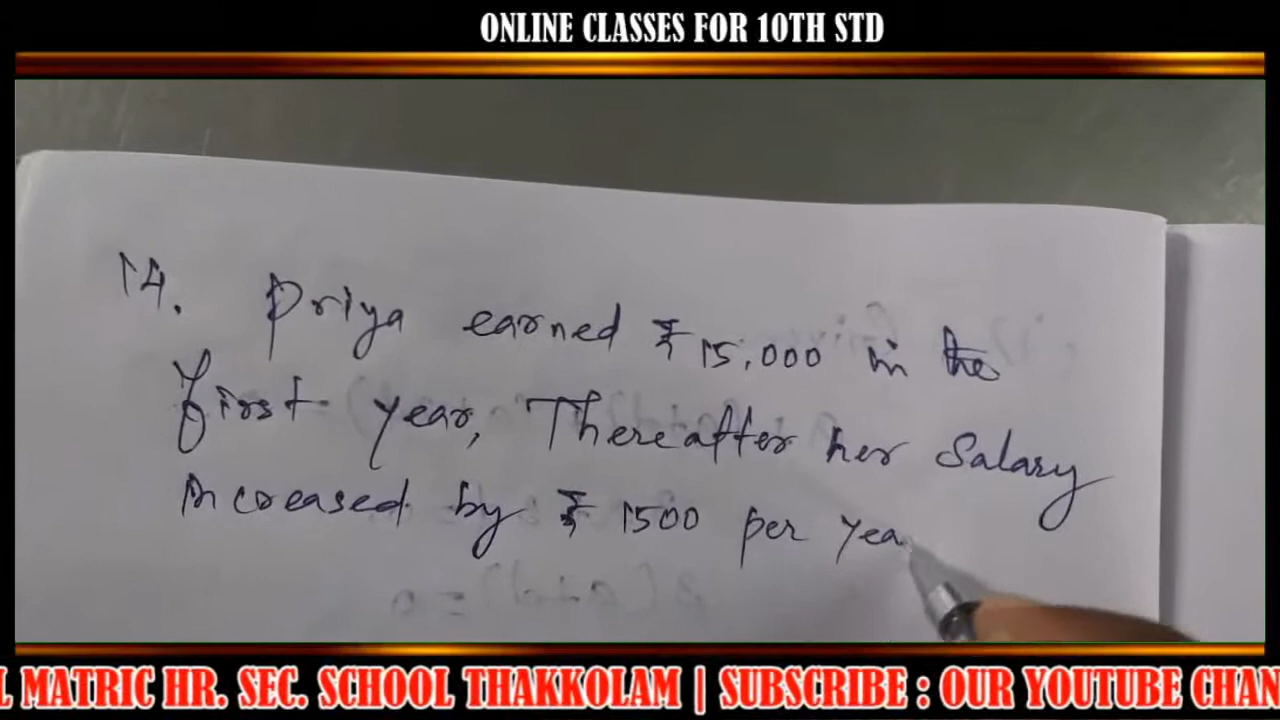 ONLINE CLASSES FOR 10TH STD
14. Priya earned ₹ 15,000 in the
first year, Thereafter her Salary
increased by ₹ 1500 per yea
L MATRIC HR. SEC. SCHOOL THAKKOLAM | SUBSCRIBE : OUR YOUTUBE CHAN